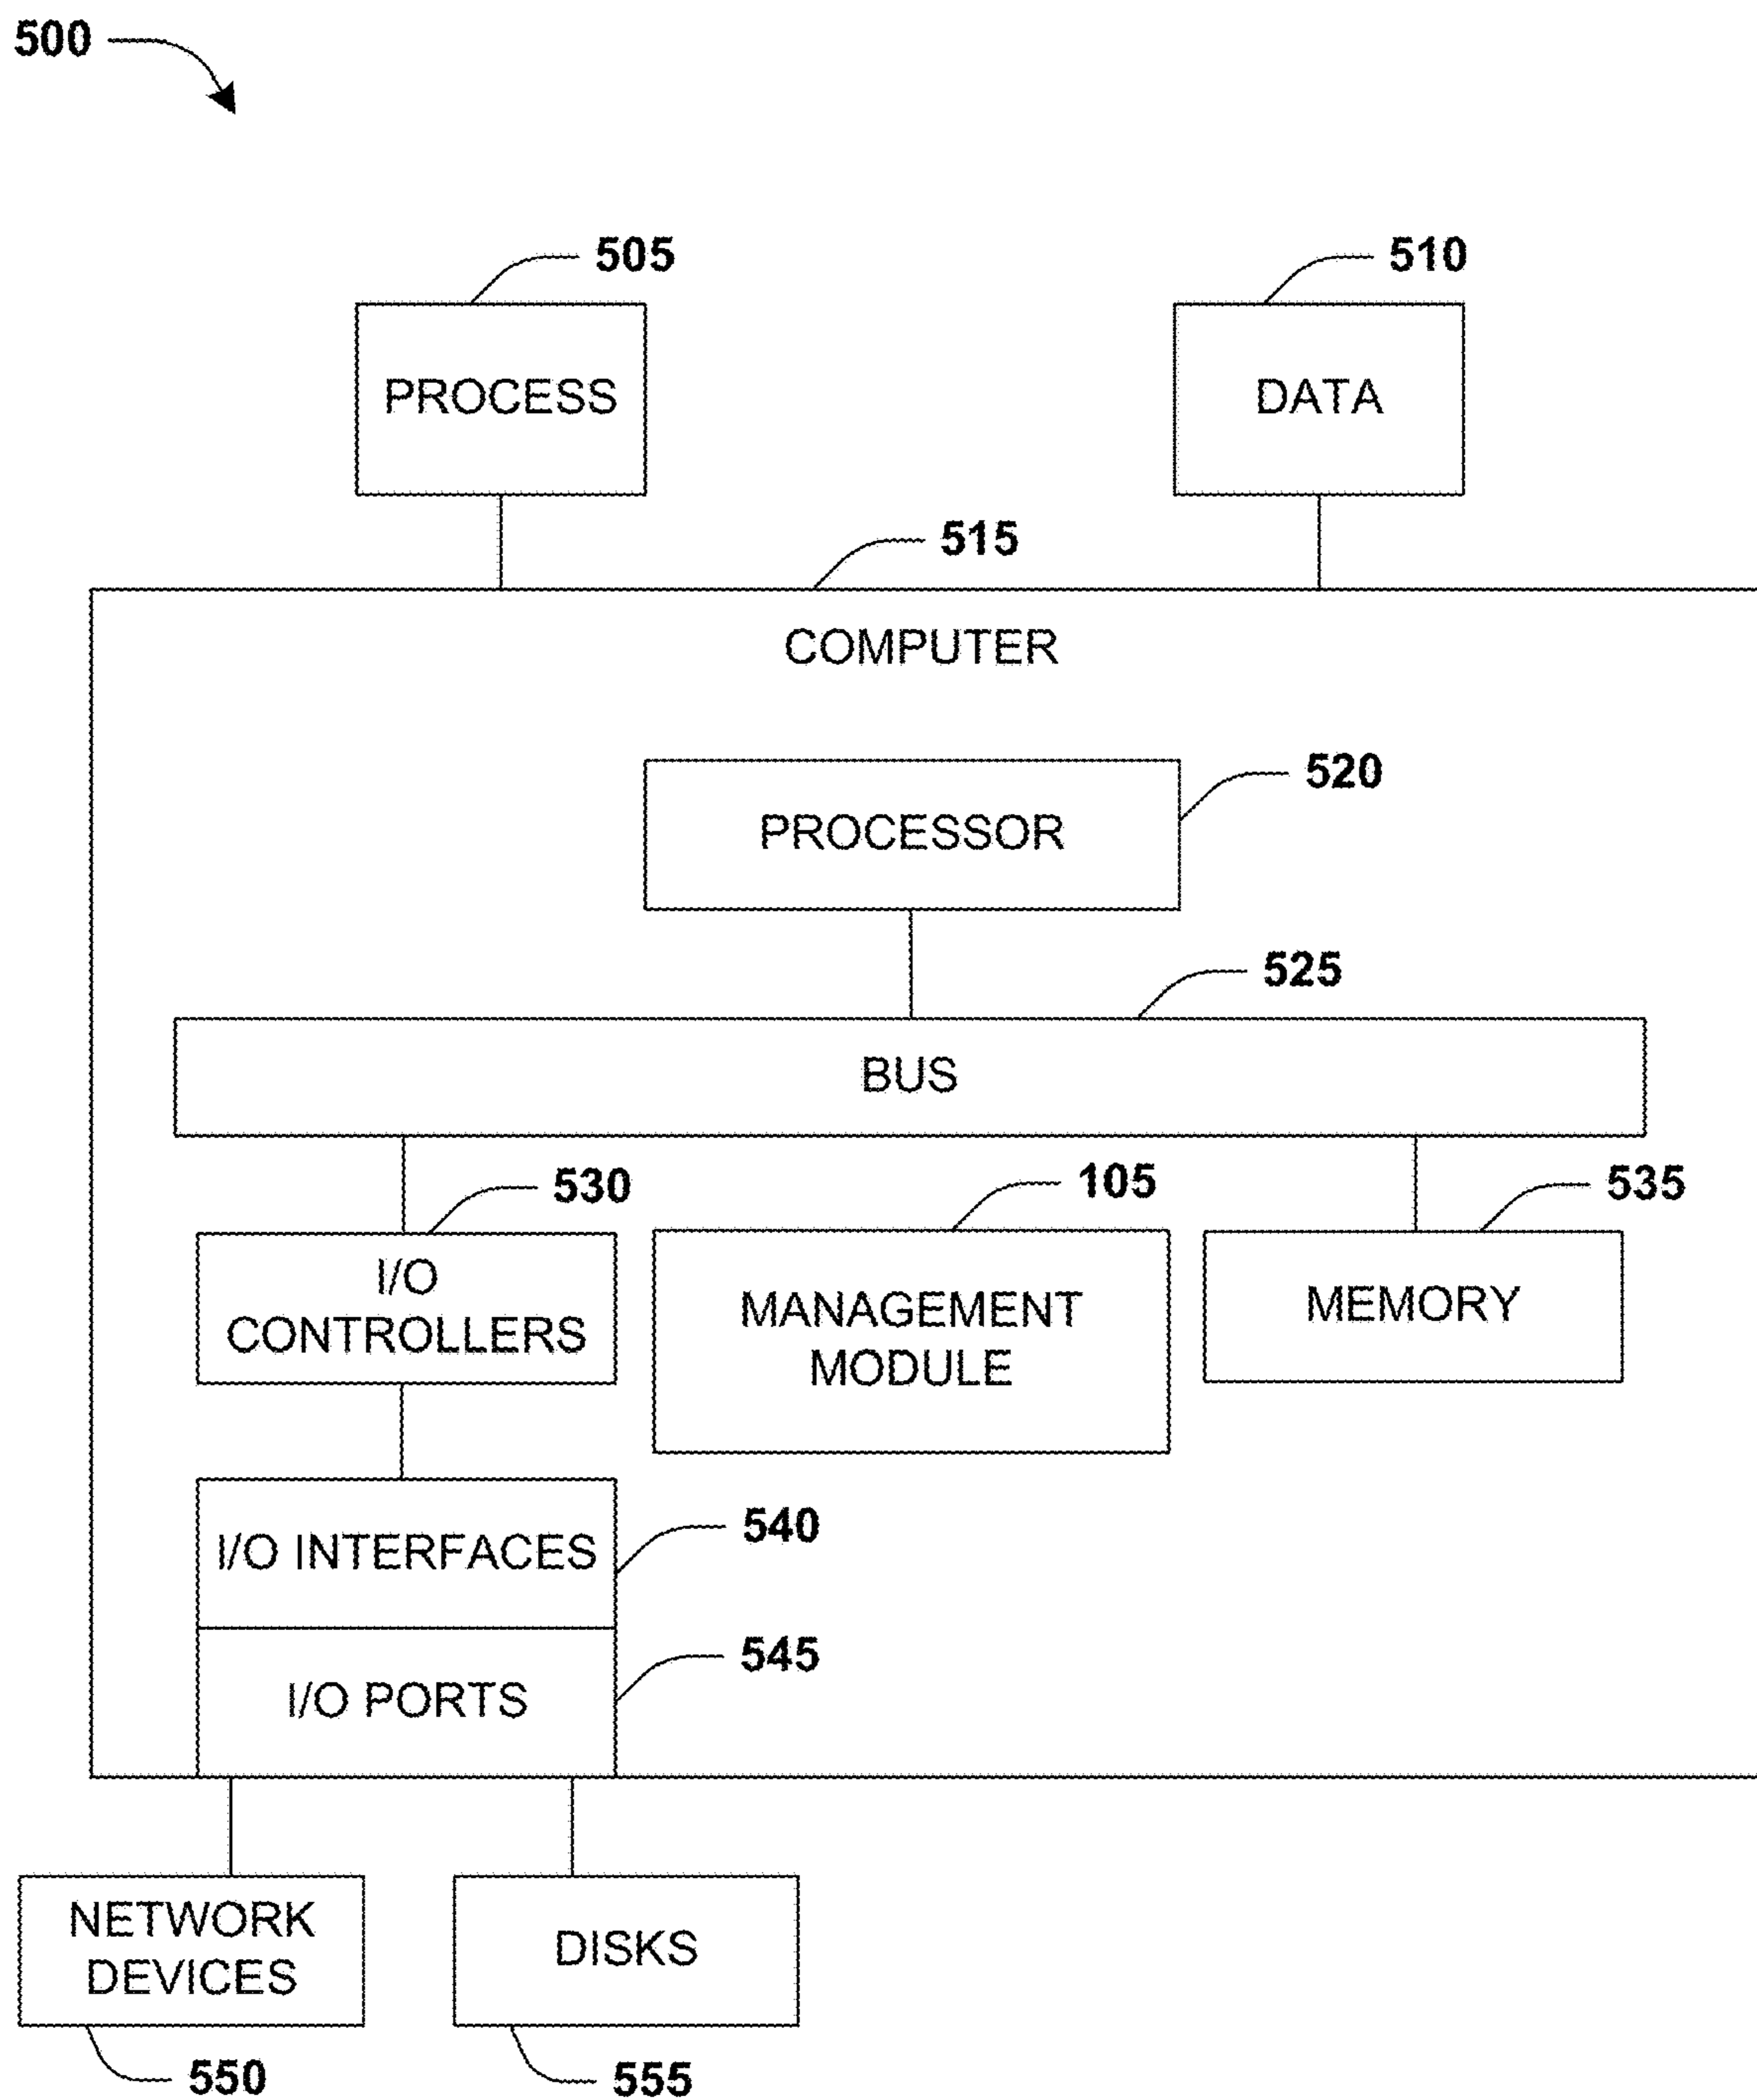 500
505
510
PROCESS
DATA
515
COMPUTER
520
PROCESSOR
525
BUS
530
105
535
I/O
CONTROLLERS
MANAGEMENT
MODULE
MEMORY
540
I/O INTERFACES
545
I/O PORTS
NETWORK
DEVICES
DISKS
550
555